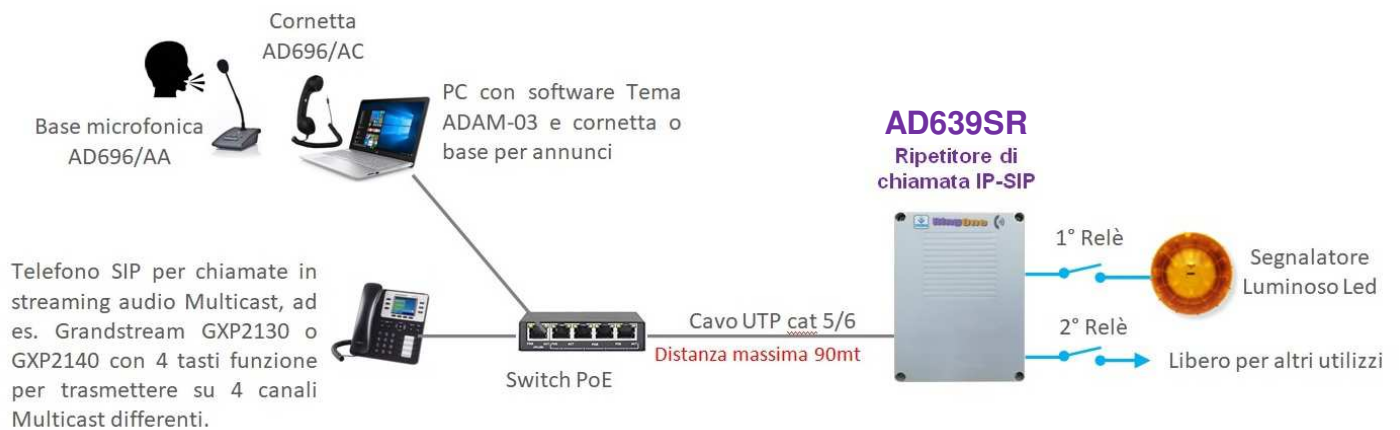 Cornetta
AD696/AC
Base microfonica
AD696/AA
PC con software Tema
ADAM-03 e cornetta o
base per annunci
AD639SR
Ripetitore di
chiamata IP-SIP
RingOne
1° Relè
Segnalatore
Luminoso Led
2° Relè
Libero per altri utilizzi
Telefono SIP per chiamate in
streaming audio Multicast, ad
es. Grandstream GXP2130 o
GXP2140 con 4 tasti funzione
per trasmettere su 4 canali
Multicast differenti.
Switch PoE
Cavo UTP cat 5/6
Distanza massima 90mt